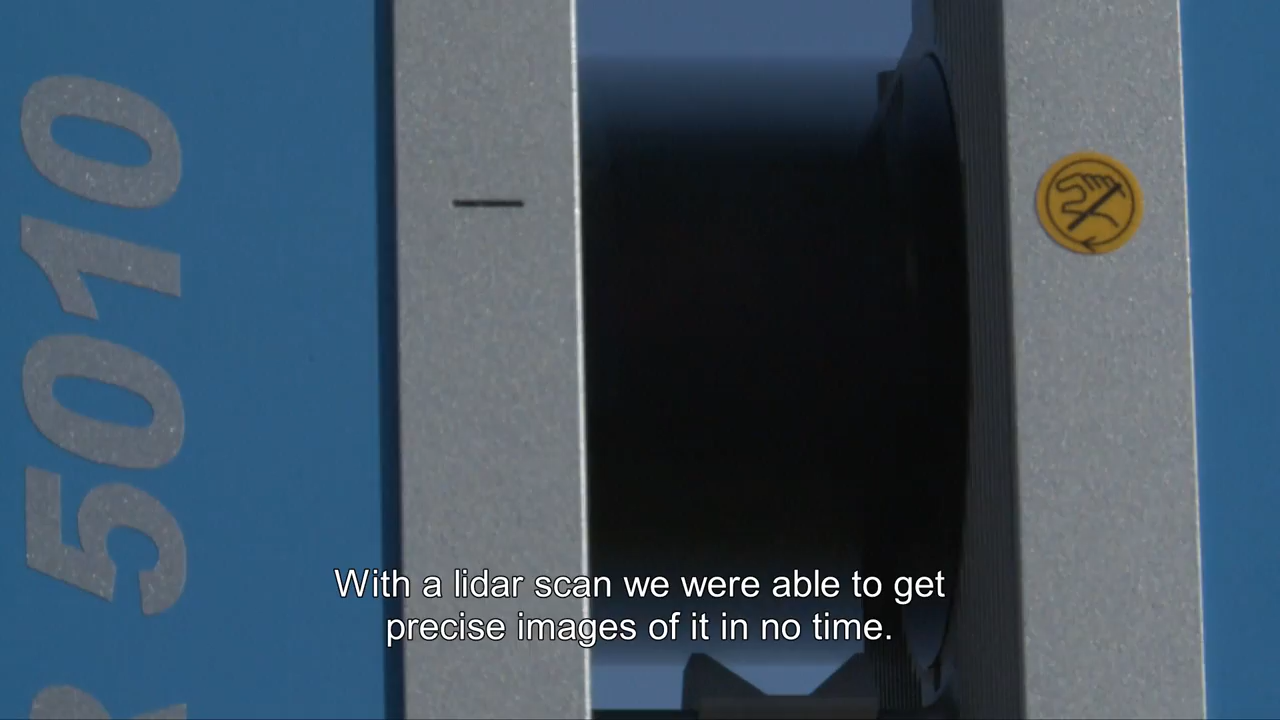 R 5010
With a lidar scan we were able to get
precise images of it in no time.